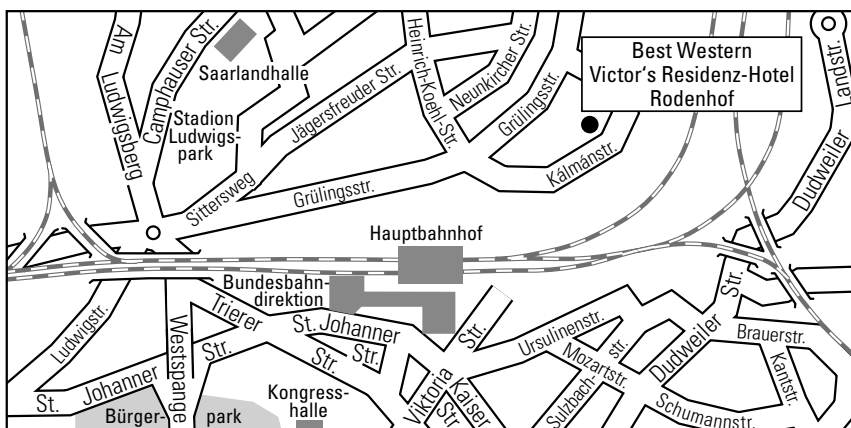 Am
Ludwigsberg
Camphauser Str.
Saarlandhalle
Stadion
Ludwigs-
park
Jägersfreuder Str.
Sittersweg
Grülingsstr.
Heinrich-Koehl-Str.
Neunkircher Str.
Grülingsstr.
Best Western
Victor's Residenz-Hotel
Rodenhof
Kálmánstr.
Landstr.
Dudweiler
Hauptbahnhof
Bundesbahn-
direktion
Ludwigstr.
Westspange
Trierer
Str.
St. Johanner
Str.
St. Johanner
Str.
Bürger-
park
Kongress-
halle
Viktoria
Str.
Kaiser
Str.
Ursulinenstr.
Mozartstr.
Sulzbach-
str.
Dudweiler
Str.
Brauerstr.
Kantstr.
Schumannstr.